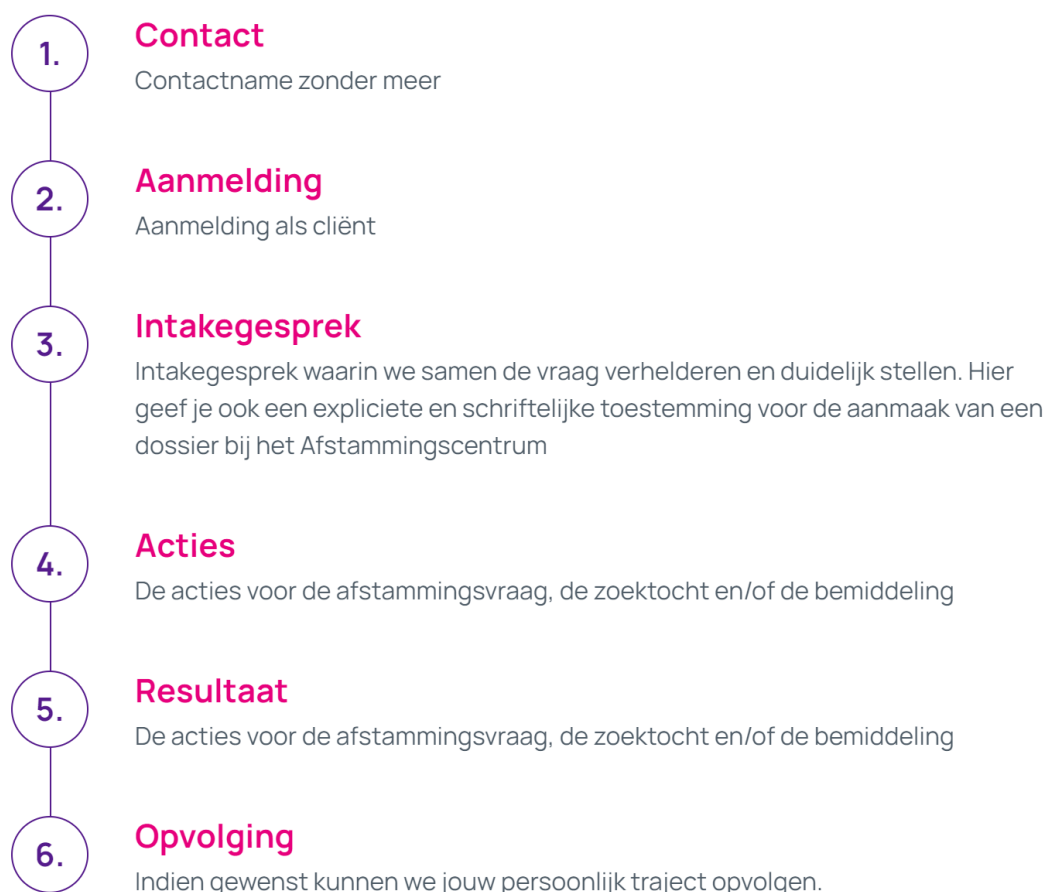 1.
Contact
Contactname zonder meer
2.
Aanmelding
Aanmelding als cliënt
3.
Intakegesprek
Intakegesprek waarin we samen de vraag verhelderen en duidelijk stellen. Hier
geef je ook een expliciete en schriftelijke toestemming voor de aanmaak van een
dossier bij het Afstammingscentrum
4.
Acties
De acties voor de afstammingsvraag, de zoektocht en/of de bemiddeling
5.
Resultaat
De acties voor de afstammingsvraag, de zoektocht en/of de bemiddeling
6.
Opvolging
Indien gewenst kunnen we jouw persoonlijk traject opvolgen.